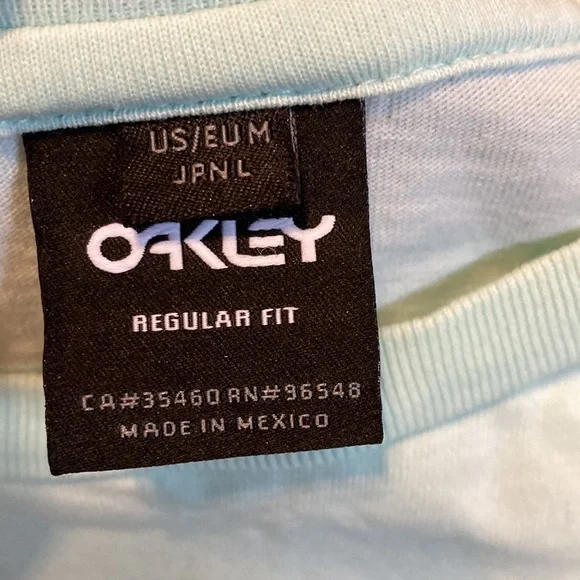 US/EU M
JPN L
OAKLEY
REGULAR FIT
CA#35460 RN#96548
MADE IN MEXICO